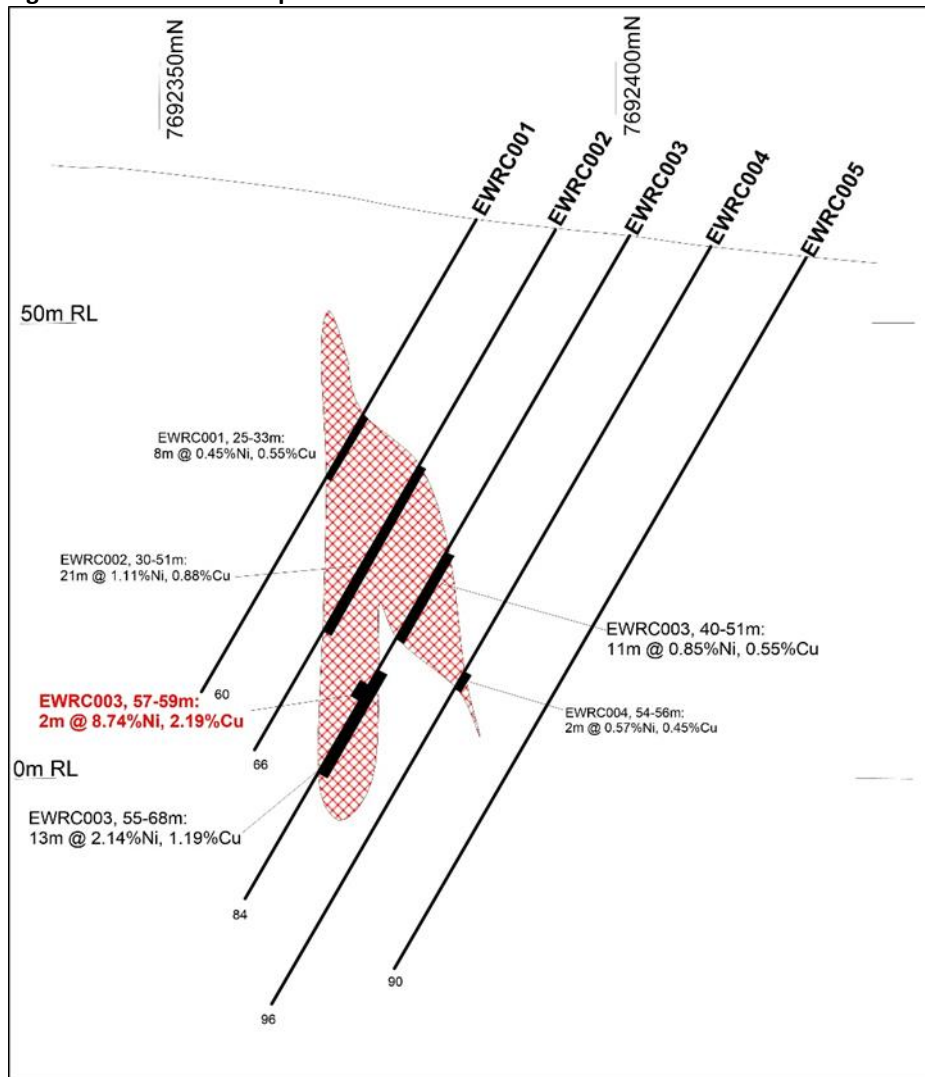 7692350mN
7692400mN
EWRC001
EWRC002
EWRC003
EWRC004
EWRC005
50m RL
EWRC001, 25-33m:
8m @ 0.45%Ni, 0.55%Cu
EWRC002, 30-51m:
21m @ 1.11%Ni, 0.88%Cu
EWRC003, 40-51m:
11m @ 0.85%Ni, 0.55%Cu
60
EWRC003, 57-59m:
2m @ 8.74%Ni, 2.19%Cu
EWRC004, 54-56m:
2m @ 0.57%Ni, 0.45%Cu
66
0m RL
EWRC003, 55-68m:
13m @ 2.14%Ni, 1.19%Cu
84
90
96